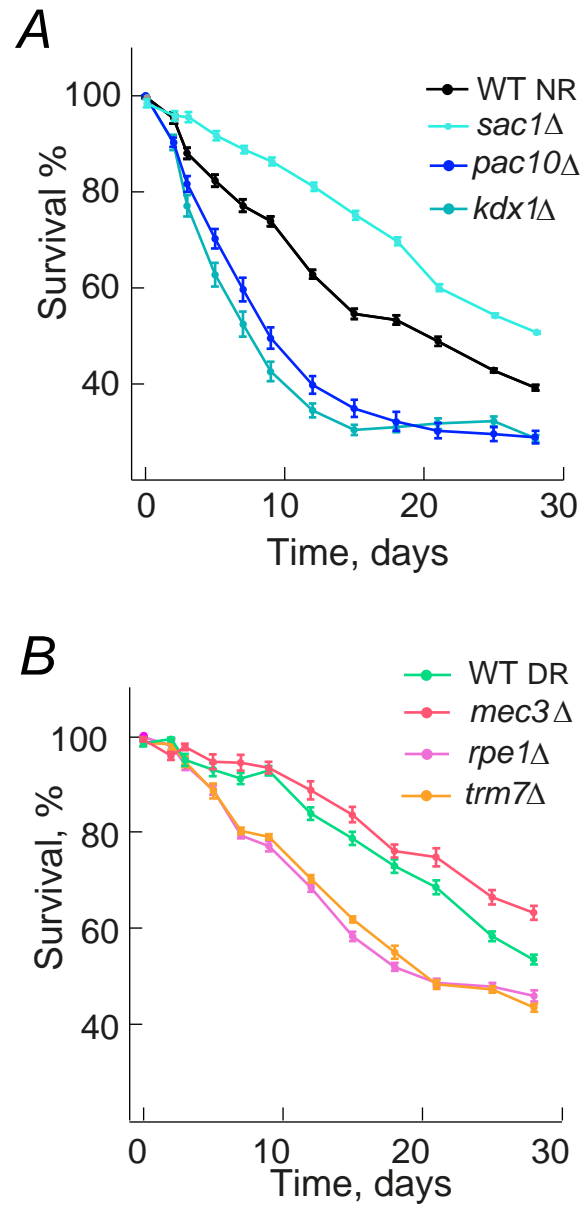 A
WT NR
sac1Δ
pac10Δ
kdx1Δ
Survival %
100
80
60
40
0
10
20
30
Time, days
B
WT DR
mec3Δ
rpe1Δ
trm7Δ
Survival, %
100
80
60
40
0
10
20
30
Time, days